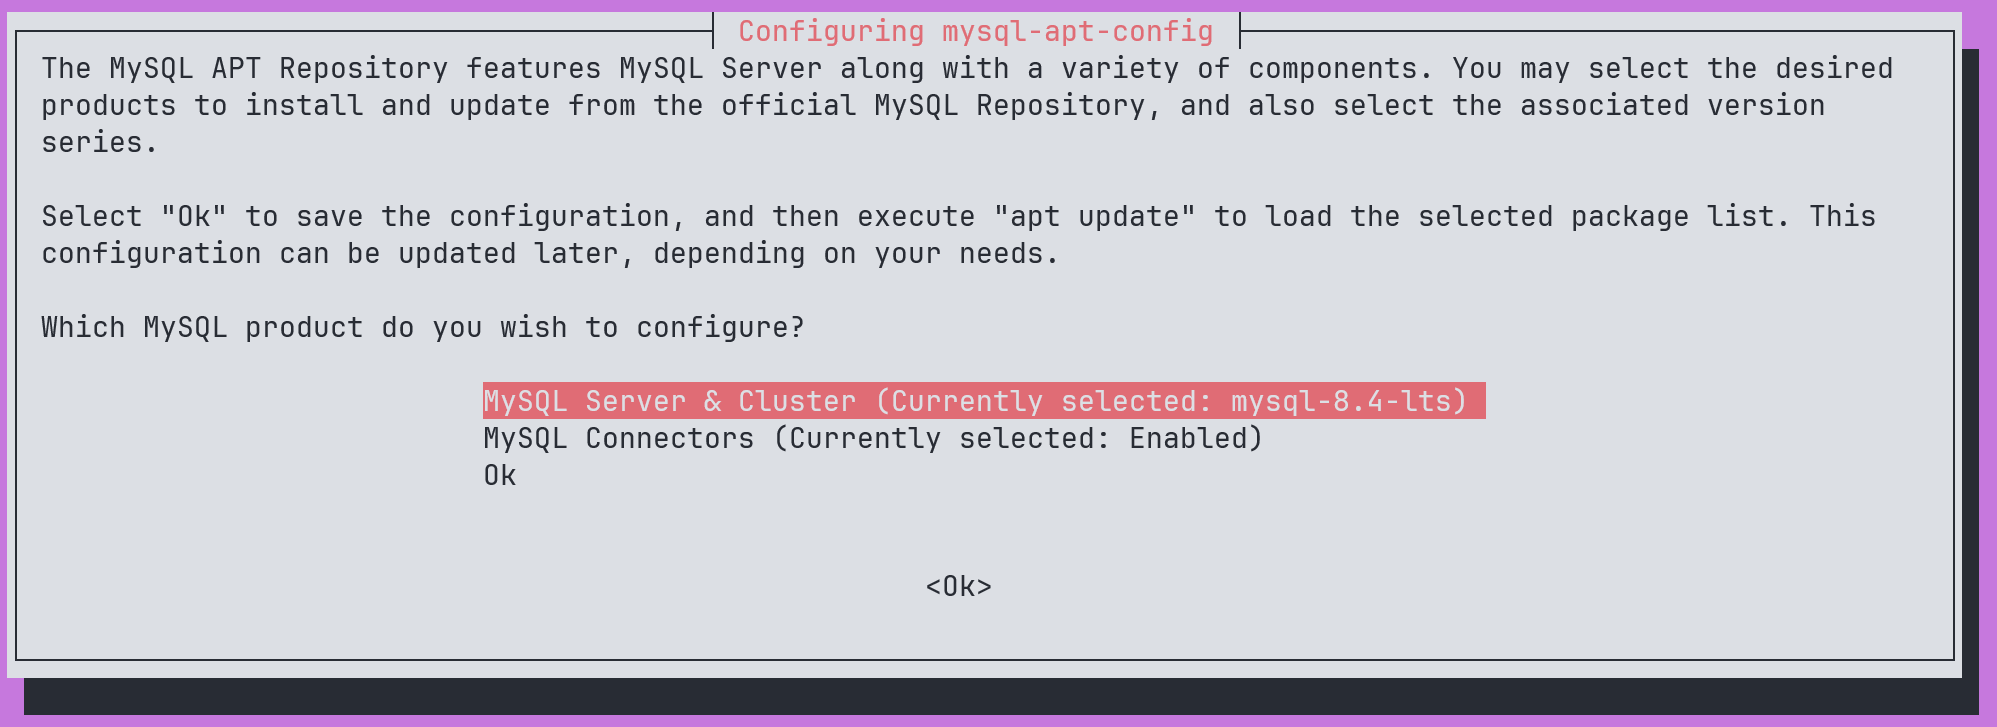 Configuring mysql-apt-config
The MySQL APT Repository features MySQL Server along with a variety of components. You may select the desired
products to install and update from the official MySQL Repository, and also select the associated version
series.
Select "Ok" to save the configuration, and then execute "apt update" to load the selected package list. This
configuration can be updated later, depending on your needs.
Which MySQL product do you wish to configure?
MySQL Server & Cluster (Currently selected: mysql-8.4-lts)
MySQL Connectors (Currently selected: Enabled)
Ok
<Ok>